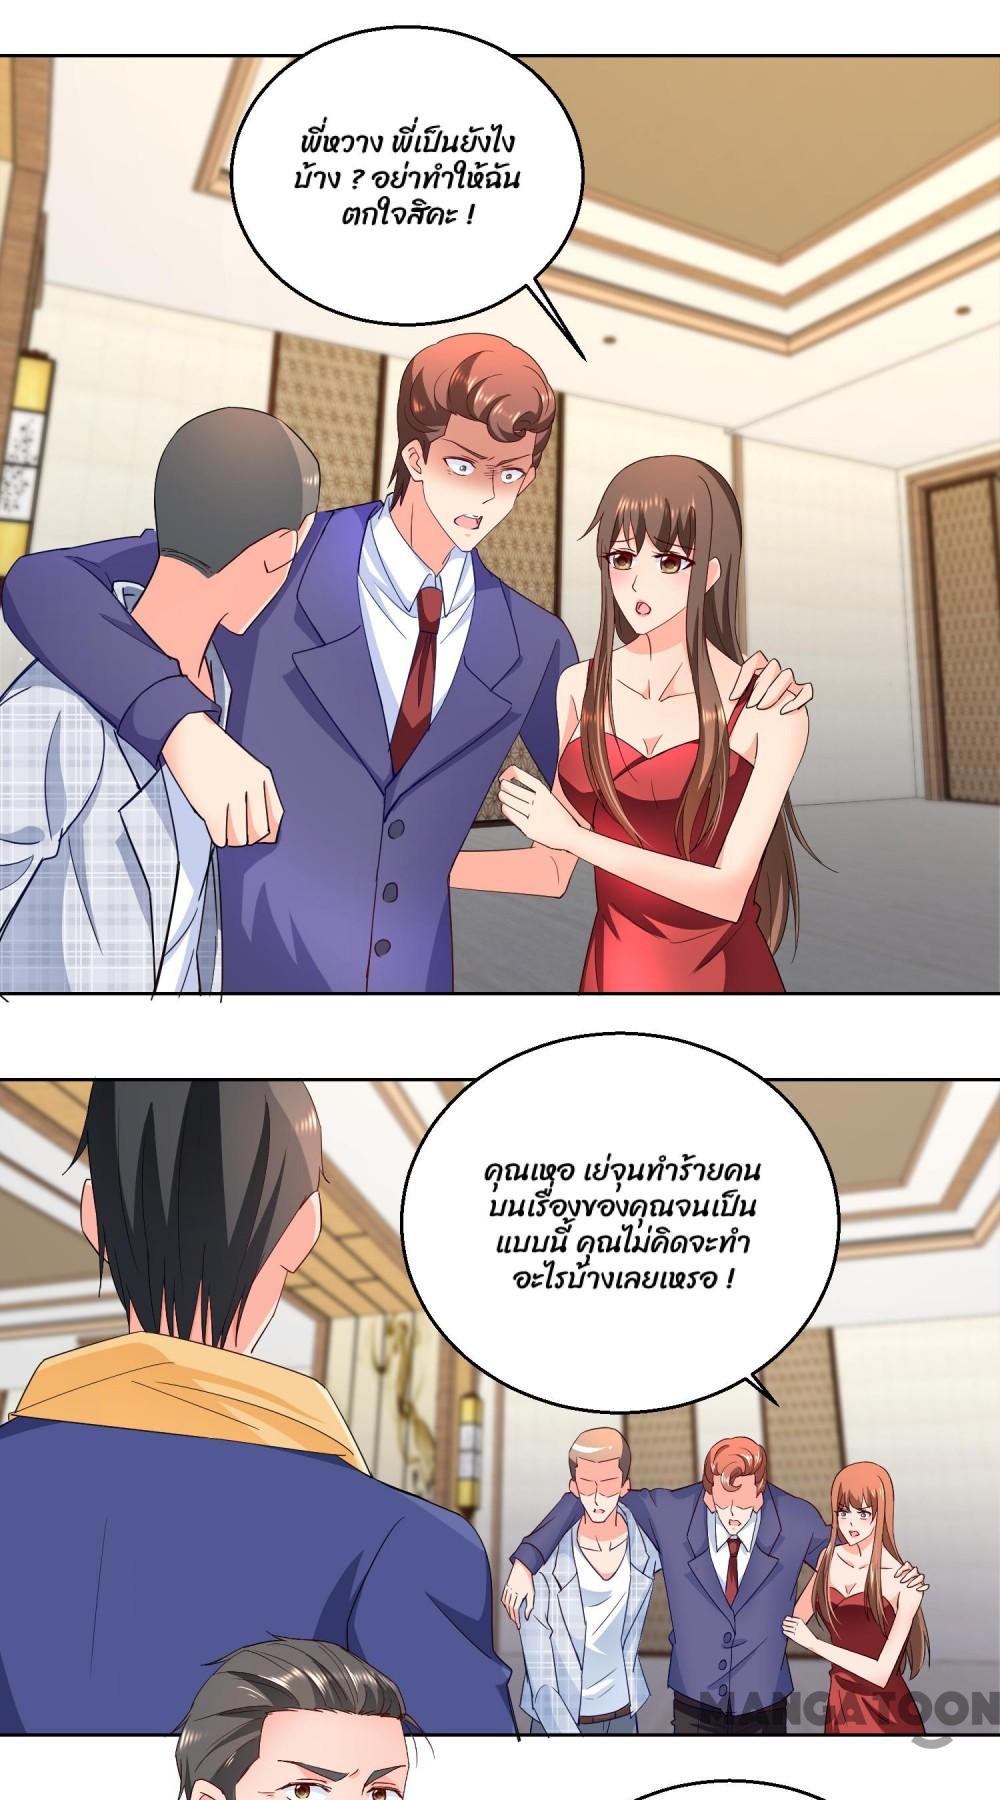 พี่หวาง พี่เป็นยังไง
บ้าง ? อย่าทำให้ฉัน
ตกใจสิคะ !
คุณเหอ เย่จุนทำร้ายคน
บนเรื่องของคุณจนเป็น
แบบนี้ คุณไม่คิดจะทำ
อะไรบ้างเลยเหรอ !
MANGATOON